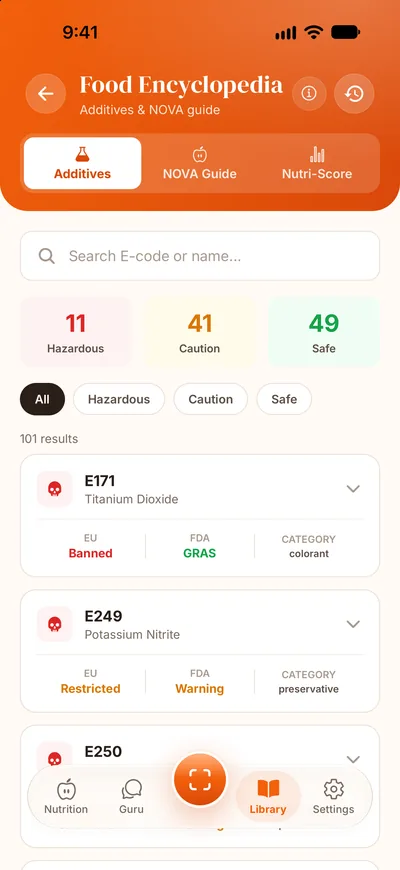 9:41
Food Encyclopedia
Additives & NOVA guide
Additives
NOVA Guide
Nutri-Score
Search E-code or name...
11
Hazardous
41
Caution
49
Safe
All
Hazardous
Caution
Safe
101 results
E171
Titanium Dioxide
EU
Banned
FDA
GRAS
CATEGORY
colorant
E249
Potassium Nitrite
EU
Restricted
FDA
Warning
CATEGORY
preservative
E250
Nutrition
Guru
Library
Settings